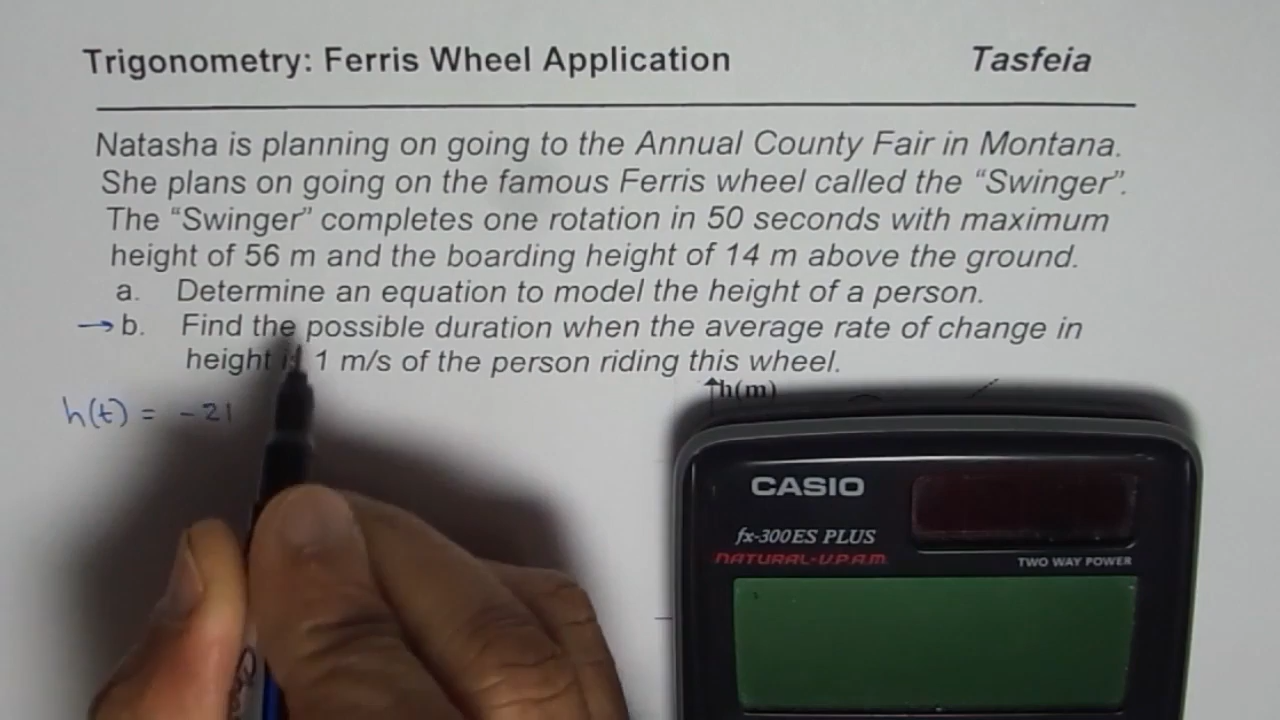 Trigonometry: Ferris Wheel Application Tasfeia
Natasha is planning on going to the Annual County Fair in Montana.
She plans on going on the famous Ferris wheel called the “Swinger”.
The “Swinger” completes one rotation in 50 seconds with maximum
height of 56 m and the boarding height of 14 m above the ground.
a. Determine an equation to model the height of a person.
→ b. Find the possible duration when the average rate of change in
height is 1 m/s of the person riding this wheel.
h(m)
h(t) = -21
CASIO
fx-300ES PLUS
NATURAL-V.P.A.M.
TWO WAY POWER